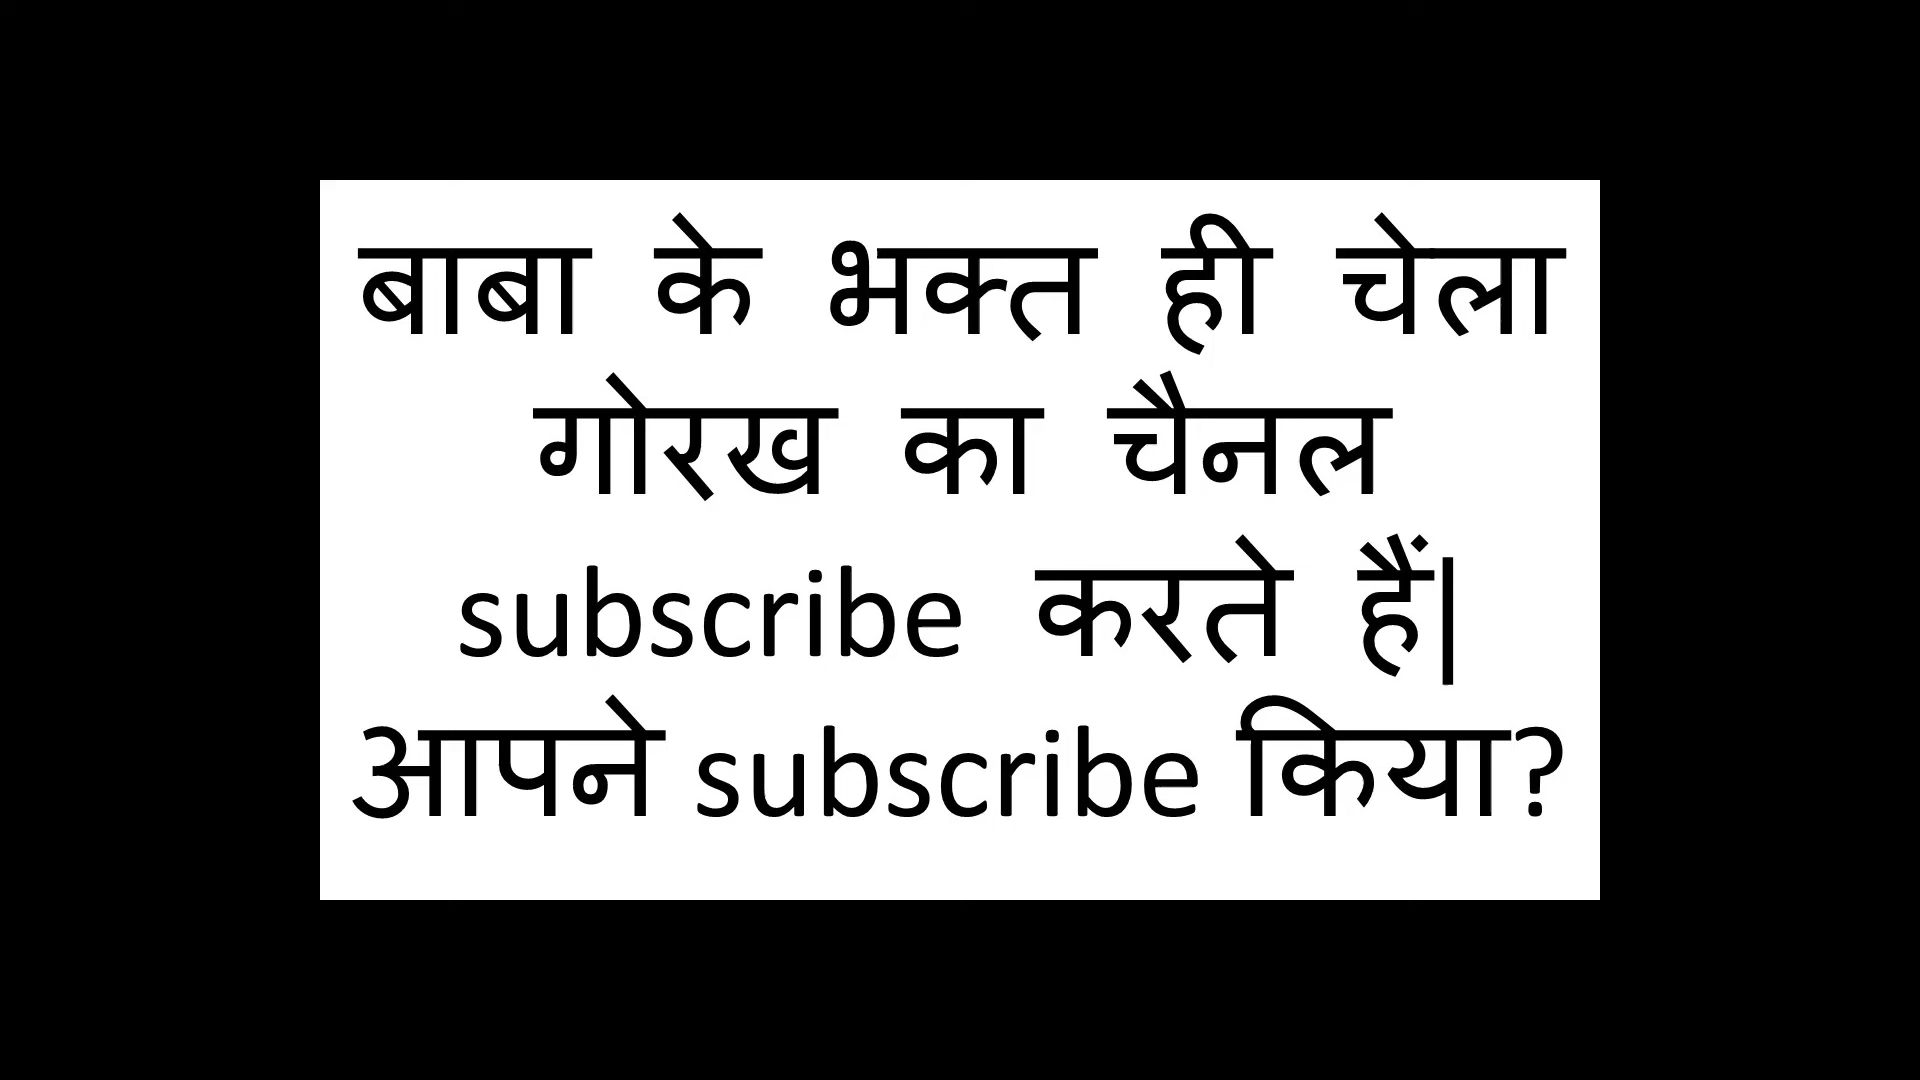 बाबा के भक्त ही चेला
गोरख का चैनल
subscribe करते हैं|
आपने subscribe किया?